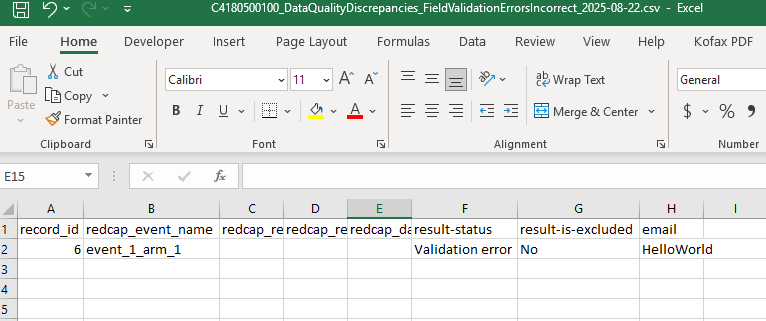 C4180500100_DataQualityDiscrepancies_FieldValidationErrorsIncorrect_2025-08-22.csv - Excel
File Home Developer Insert Page Layout Formulas Data Review View Help Kofax PDF
Paste
Cut
Copy
Format Painter
Clipboard
Calibri 11 A A
B I U A
Font
ab Wrap Text
Merge & Center
Alignment
General
$ % ,
Number
E15 fx
A B C D E F G H I
1 record_id redcap_event_name redcap_re redcap_re redcap_da result-status result-is-excluded email
2 6 event_1_arm_1 Validation error No HelloWorld
3
4
5